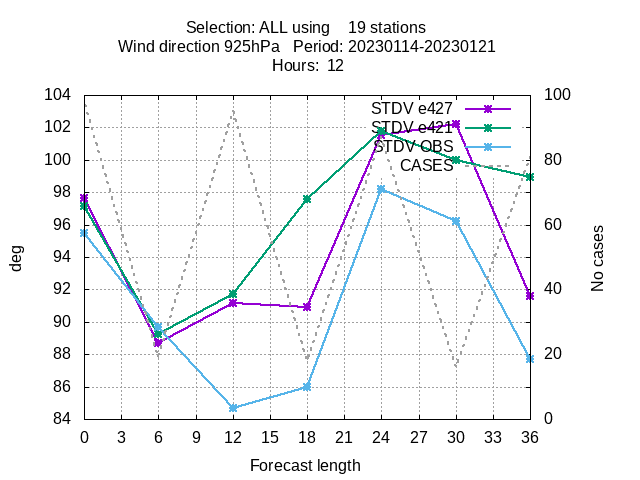 Selection: ALL using    19 stations
Wind direction 925hPa   Period: 20230114-20230121
Hours:  12
STDV e427
STDV e421
STDV OBS
CASES
104
102
100
98
96
94
92
90
88
86
84
100
80
60
40
20
0
deg
No cases
0 3 6 9 12 15 18 21 24 27 30 33 36
Forecast length